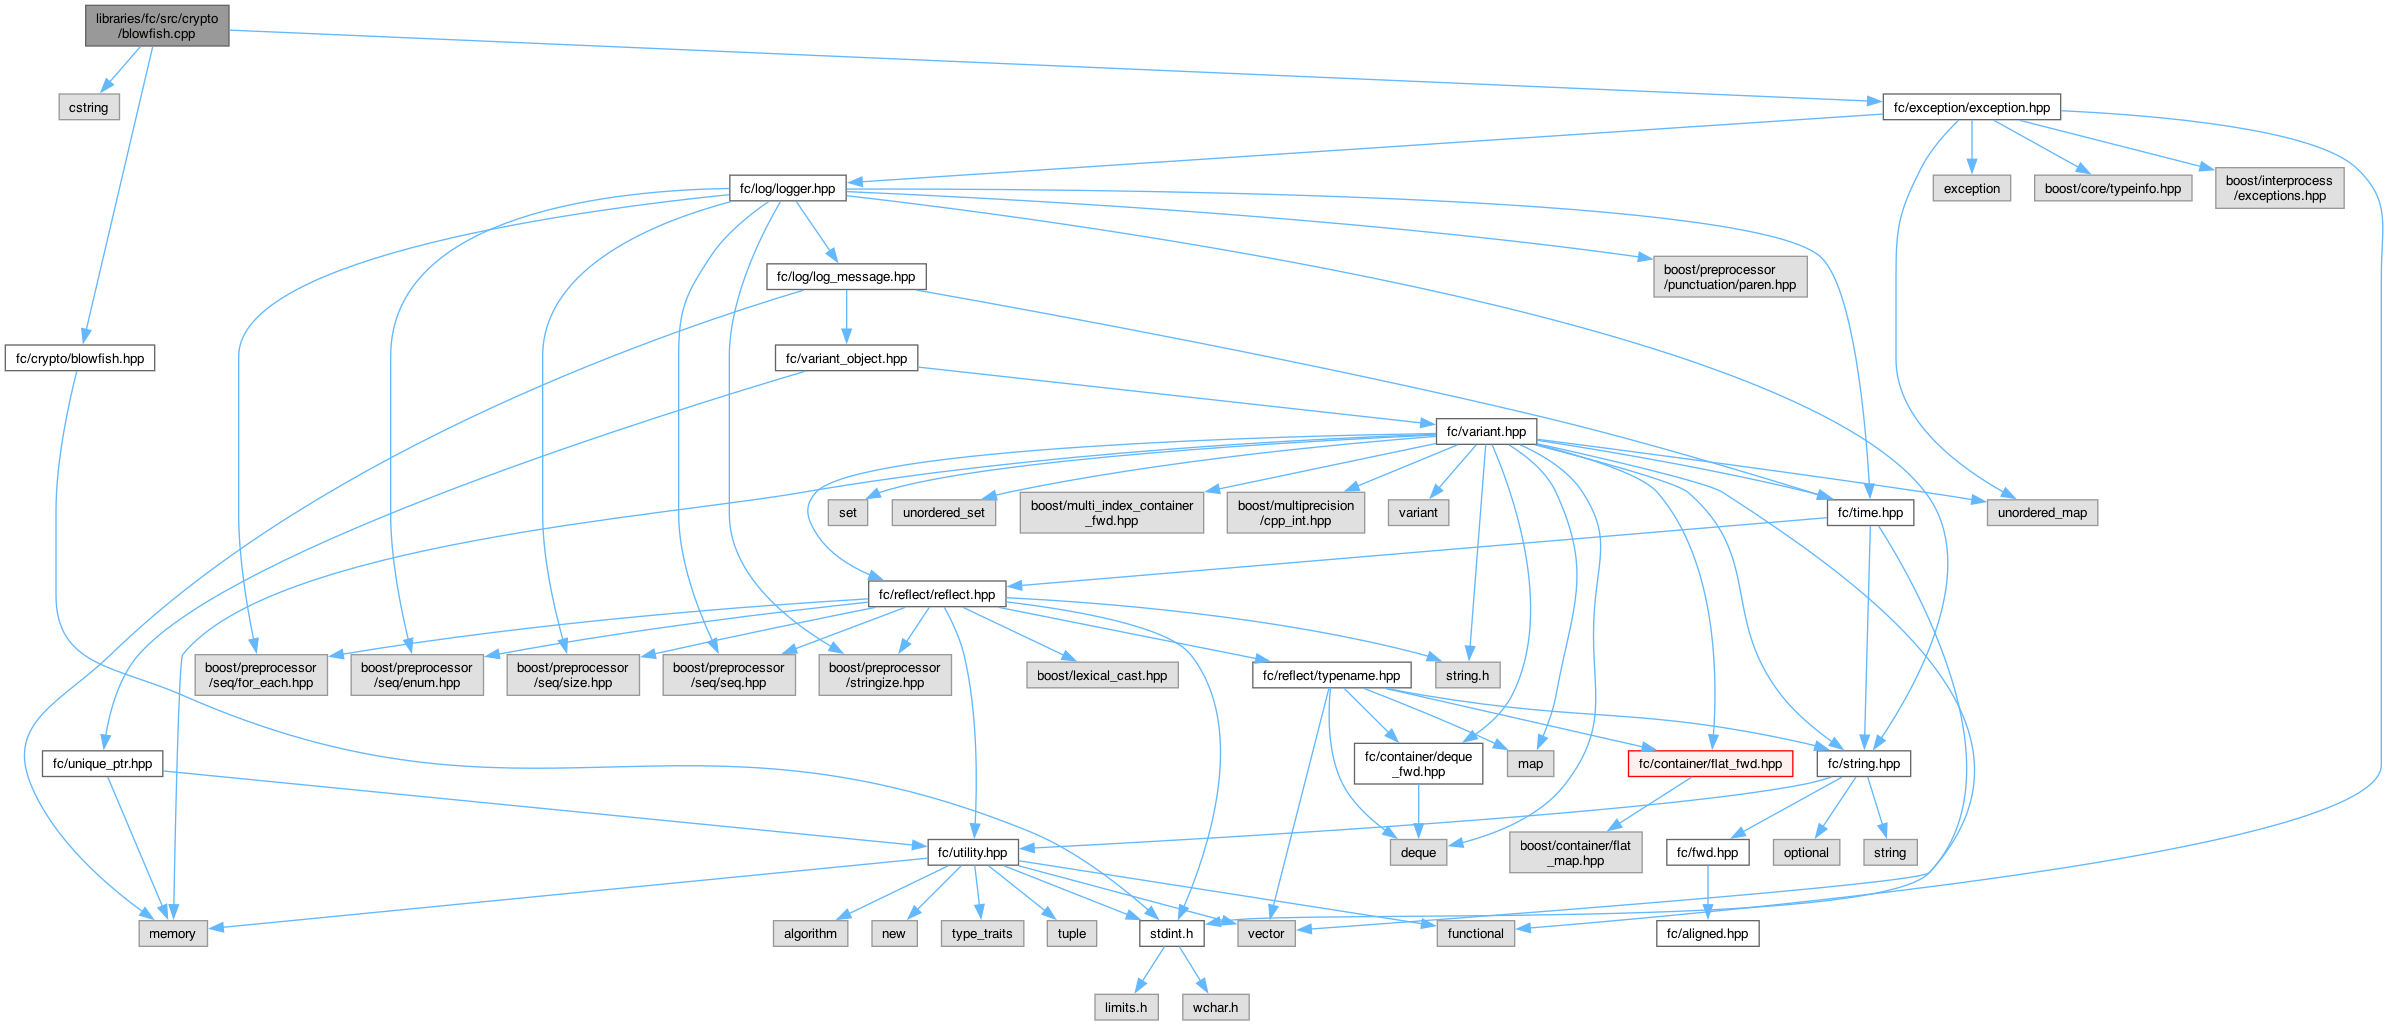 libraries/fc/src/crypto
/blowfish.cpp
cstring
fc/exception/exception.hpp
fc/log/logger.hpp
exception
boost/core/typeinfo.hpp
boost/interprocess
/exceptions.hpp
fc/log/log_message.hpp
boost/preprocessor
/punctuation/paren.hpp
fc/crypto/blowfish.hpp
fc/variant_object.hpp
fc/variant.hpp
set
unordered_set
boost/multi_index_container
_fwd.hpp
boost/multiprecision
/cpp_int.hpp
variant
fc/time.hpp
unordered_map
fc/reflect/reflect.hpp
boost/preprocessor
/seq/for_each.hpp
boost/preprocessor
/seq/enum.hpp
boost/preprocessor
/seq/size.hpp
boost/preprocessor
/seq/seq.hpp
boost/preprocessor
/stringize.hpp
boost/lexical_cast.hpp
fc/reflect/typename.hpp
string.h
fc/unique_ptr.hpp
fc/container/deque
_fwd.hpp
map
fc/container/flat_fwd.hpp
fc/string.hpp
fc/utility.hpp
deque
boost/container/flat
_map.hpp
fc/fwd.hpp
optional
string
memory
algorithm
new
type_traits
tuple
stdint.h
vector
functional
fc/aligned.hpp
limits.h
wchar.h